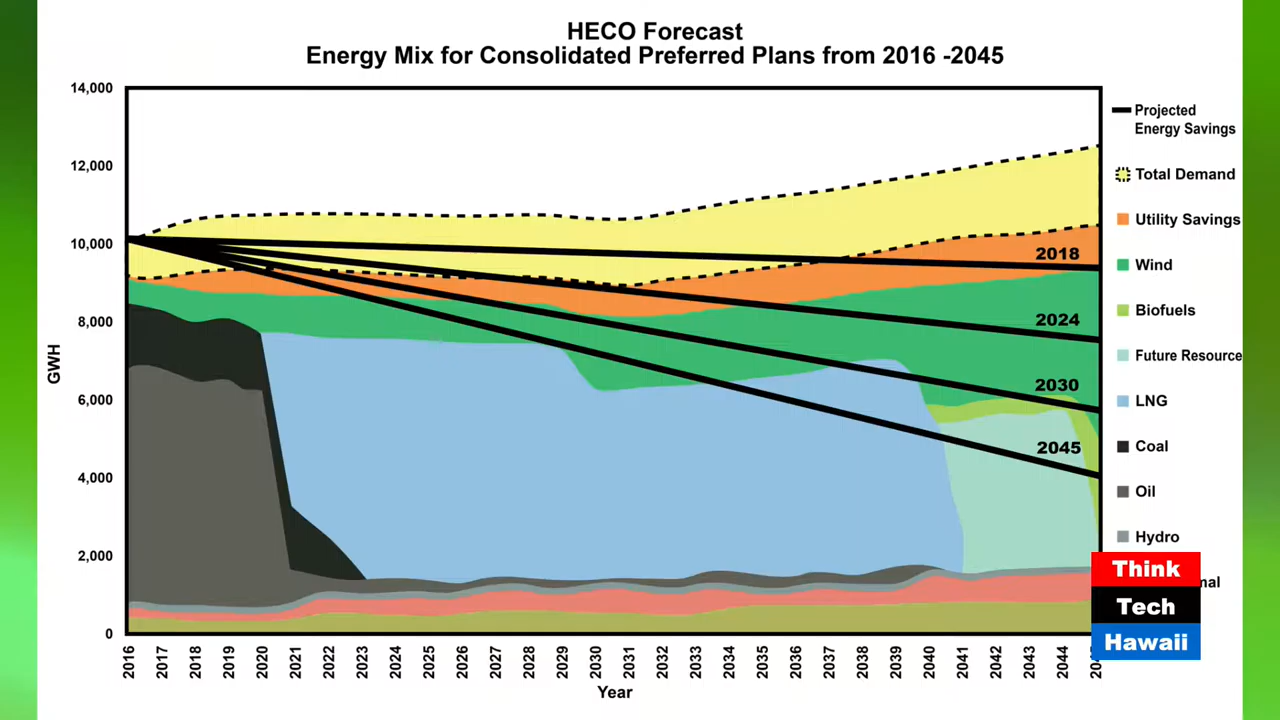 HECO Forecast
Energy Mix for Consolidated Preferred Plans from 2016 -2045
14,000
12,000
10,000
8,000
6,000
4,000
2,000
0
GWH
2018
2024
2030
2045
2016
2017
2018
2019
2020
2021
2022
2023
2024
2025
2026
2027
2028
2029
2030
2031
2032
2033
2034
2035
2036
2037
2038
2039
2040
2041
2042
2043
2044
Year
Projected
Energy Savings
Total Demand
Utility Savings
Wind
Biofuels
Future Resource
LNG
Coal
Oil
Hydro
Think
Tech
Hawaii